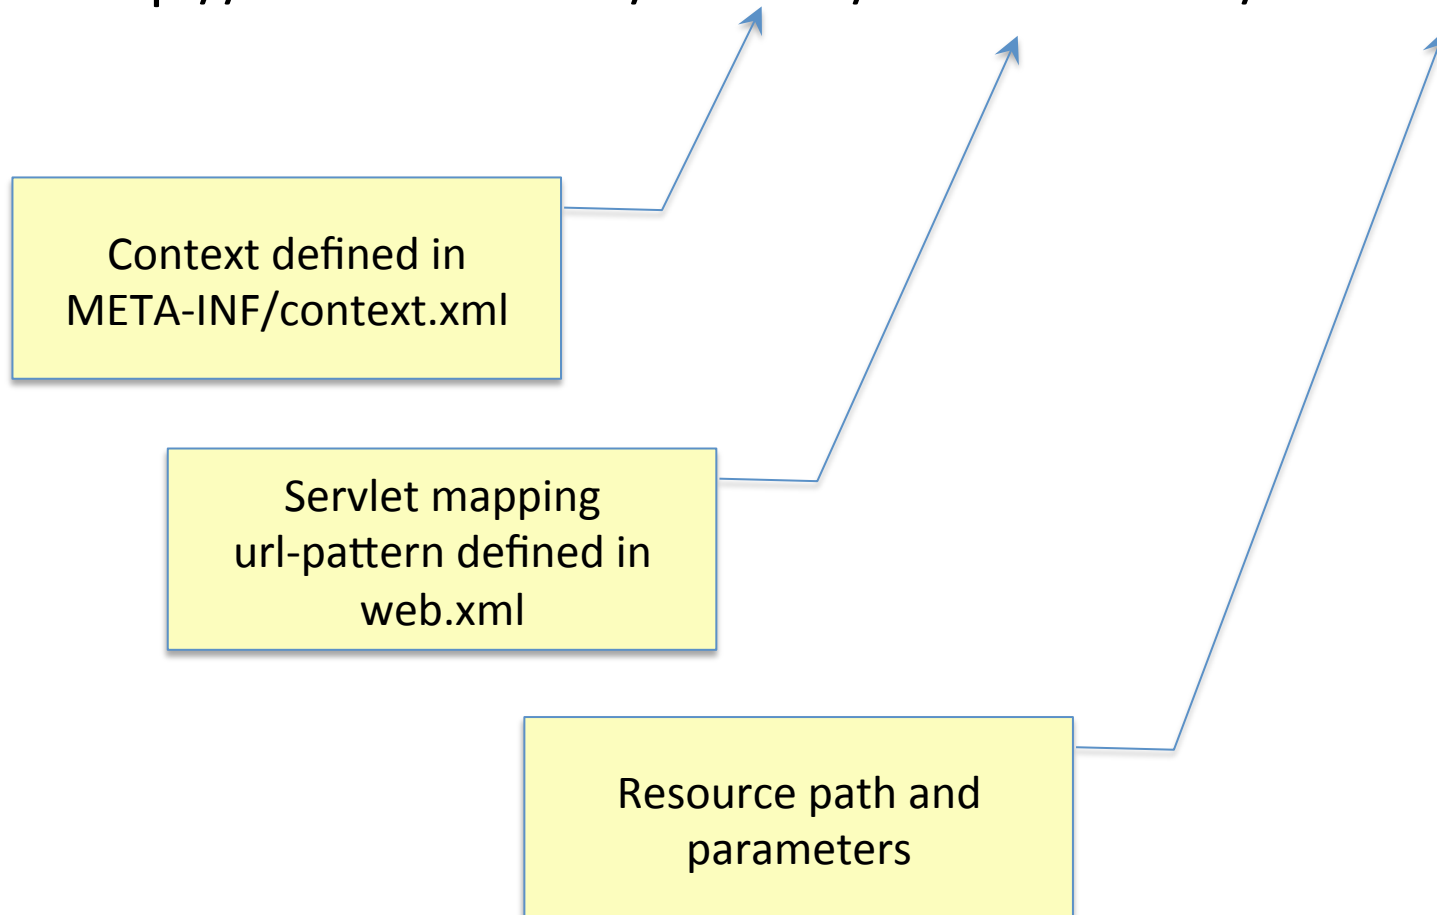 Context defined in
META-INF/context.xml
Servlet mapping
url-pattern defined in
web.xml
Resource path and
parameters